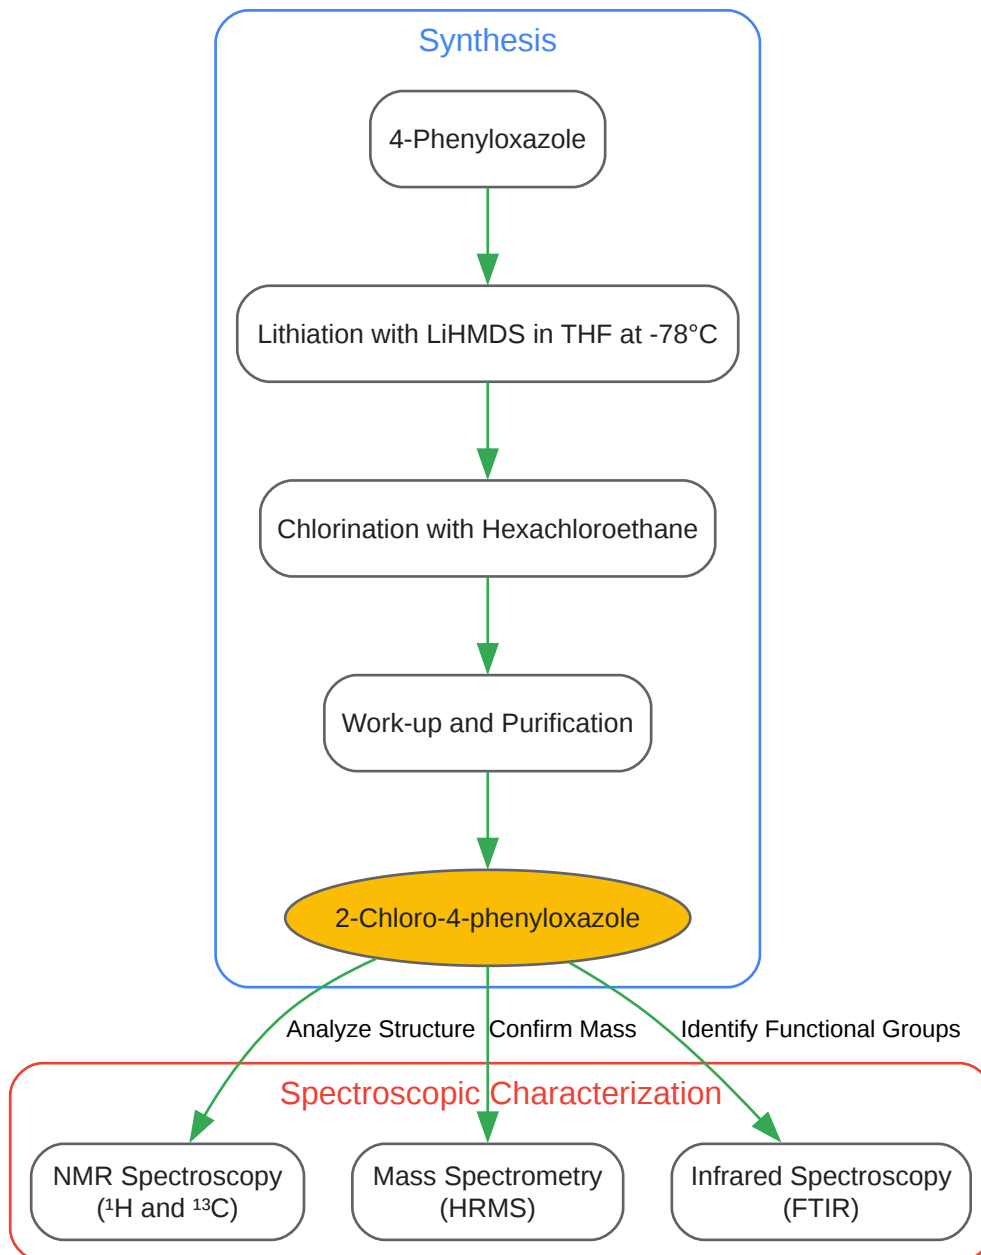 Synthesis
4-Phenyloxazole
Lithiation with LiHMDS in THF at -78°C
Chlorination with Hexachloroethane
Work-up and Purification
2-Chloro-4-phenyloxazole
Analyze Structure
Confirm Mass
Identify Functional Groups
Spectroscopic Characterization
NMR Spectroscopy
(¹H and ¹³C)
Mass Spectrometry
(HRMS)
Infrared Spectroscopy
(FTIR)